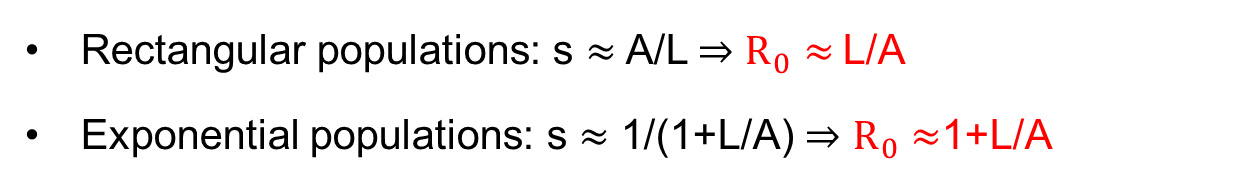 • Rectangular populations: s ≈ A/L ⇒ R₀ ≈ L/A
• Exponential populations: s ≈ 1/(1+L/A) ⇒ R₀ ≈1+L/A